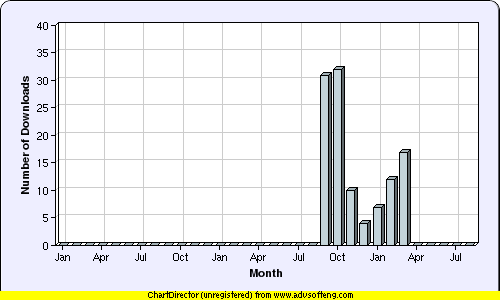 40
35
30
25
20
15
10
5
0
Number of Downloads
Jan Apr Jul Oct Jan Apr Jul Oct Jan Apr Jul
Month
ChartDirector (unregistered) from www.advsofteng.com